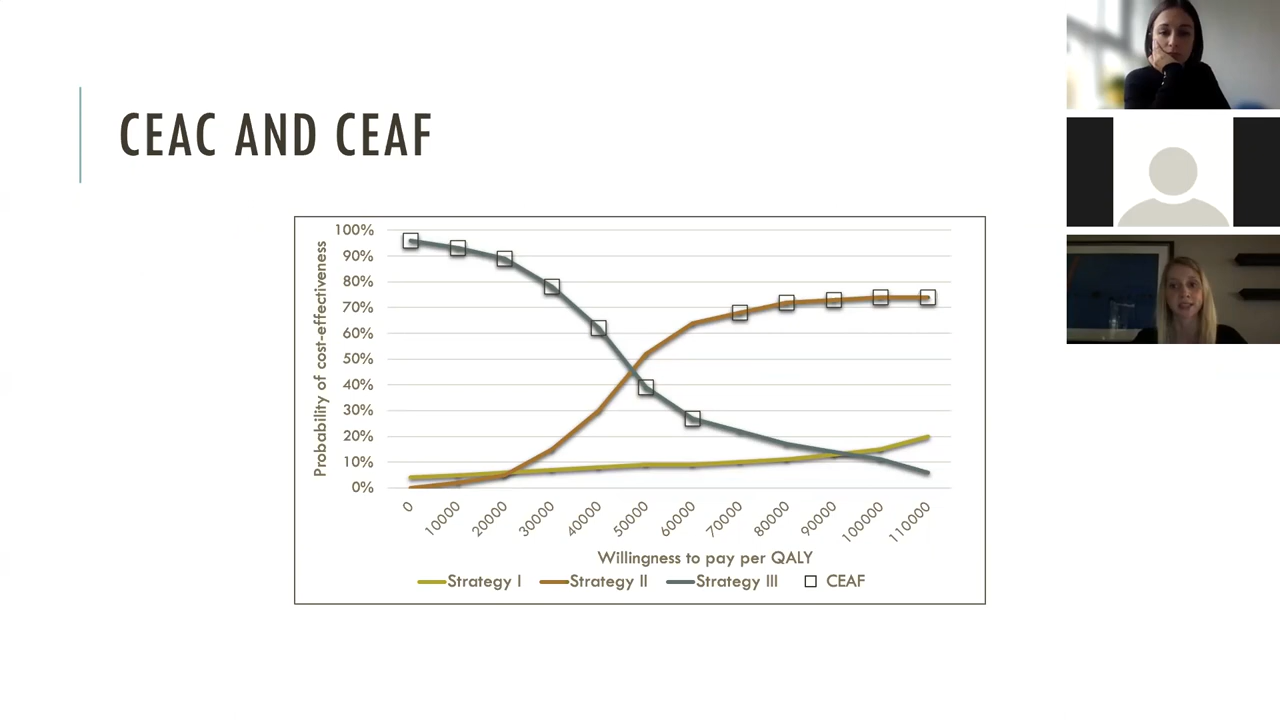 CEAC AND CEAF
Probability of cost-effectiveness
100%
90%
80%
70%
60%
50%
40%
30%
20%
10%
0%
0 10000 20000 30000 40000 50000 60000 70000 80000 90000 100000 110000
Willingness to pay per QALY
Strategy I Strategy II Strategy III CEAF